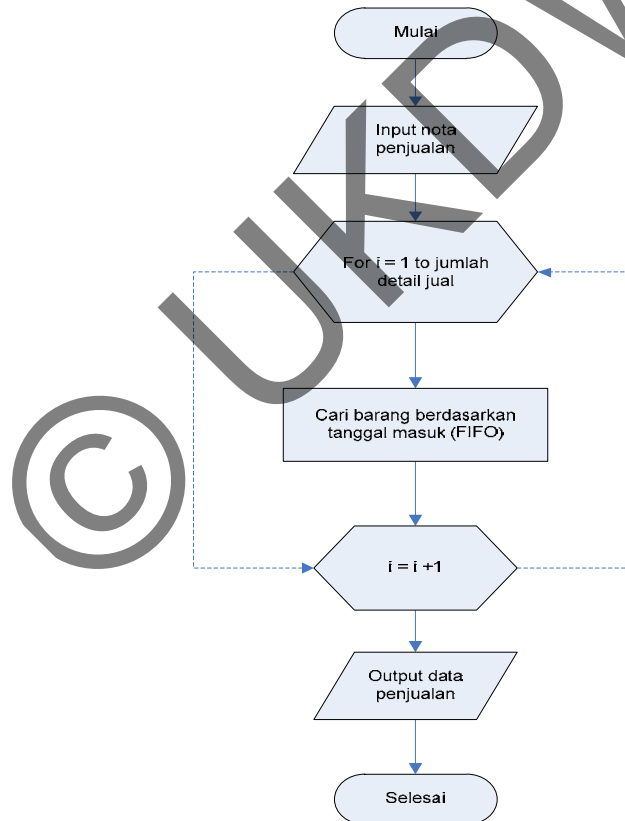 Mulai
Input nota
penjualan
For i = 1 to jumlah
detail jual
Cari barang berdasarkan
tanggal masuk (FIFO)
i = i +1
Output data
penjualan
Selesai
© UKDW